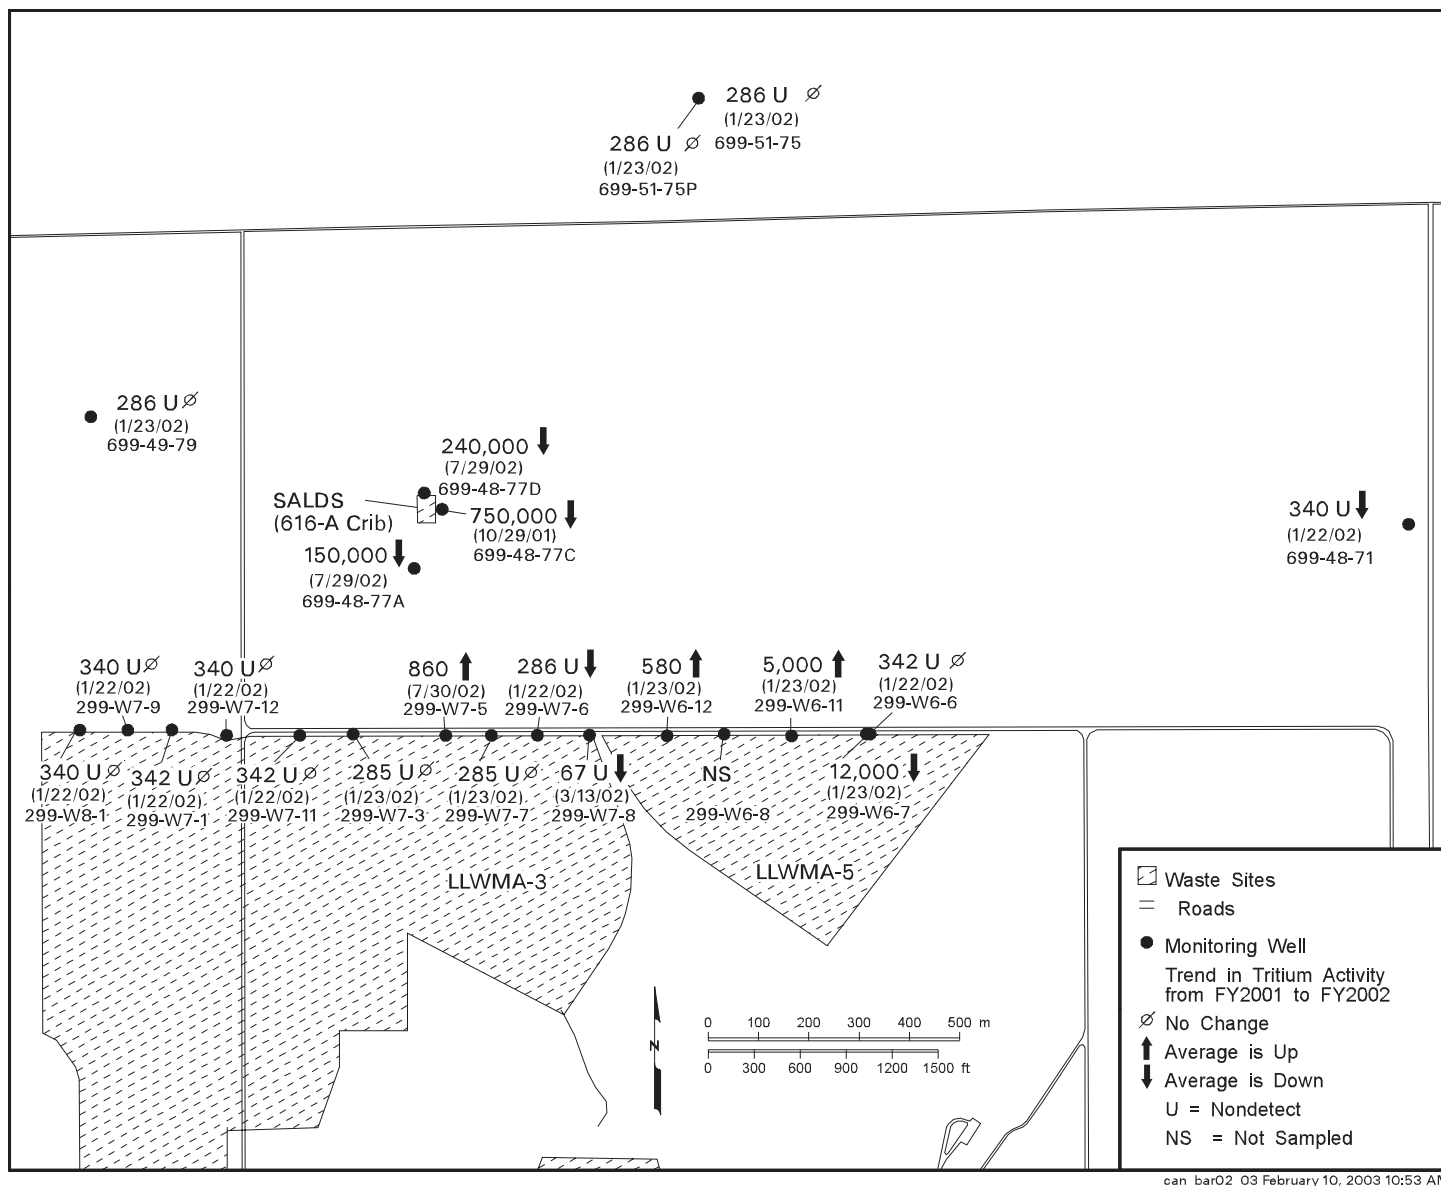 286 U ∅
(1/23/02)
699-51-75
286 U ∅
(1/23/02)
699-51-75P
286 U ∅
(1/23/02)
699-49-79
240,000
(7/29/02)
699-48-77D
SALDS
(616-A Crib)
750,000
(10/29/01)
699-48-77C
150,000
(7/29/02)
699-48-77A
340 U
(1/22/02)
699-48-71
340 U ∅
(1/22/02)
299-W7-9
340 U ∅
(1/22/02)
299-W7-12
860
(7/30/02)
299-W7-5
286 U
(1/22/02)
299-W7-6
580
(1/23/02)
299-W6-12
5,000
(1/23/02)
299-W6-11
342 U ∅
(1/22/02)
299-W6-6
340 U ∅
(1/22/02)
299-W8-1
342 U ∅
(1/22/02)
299-W7-1
342 U ∅
(1/22/02)
299-W7-11
285 U ∅
(1/23/02)
299-W7-3
285 U ∅
(1/23/02)
299-W7-7
67 U
(3/13/02)
299-W7-8
NS
299-W6-8
12,000
(1/23/02)
299-W6-7
LLWMA-3
LLWMA-5
N
0 100 200 300 400 500 m
0 300 600 900 1200 1500 ft
Waste Sites
Roads
Monitoring Well
Trend in Tritium Activity
from FY2001 to FY2002
∅ No Change
Average is Up
Average is Down
U = Nondetect
NS = Not Sampled
can_bar02_03 February 10, 2003 10:53 AM